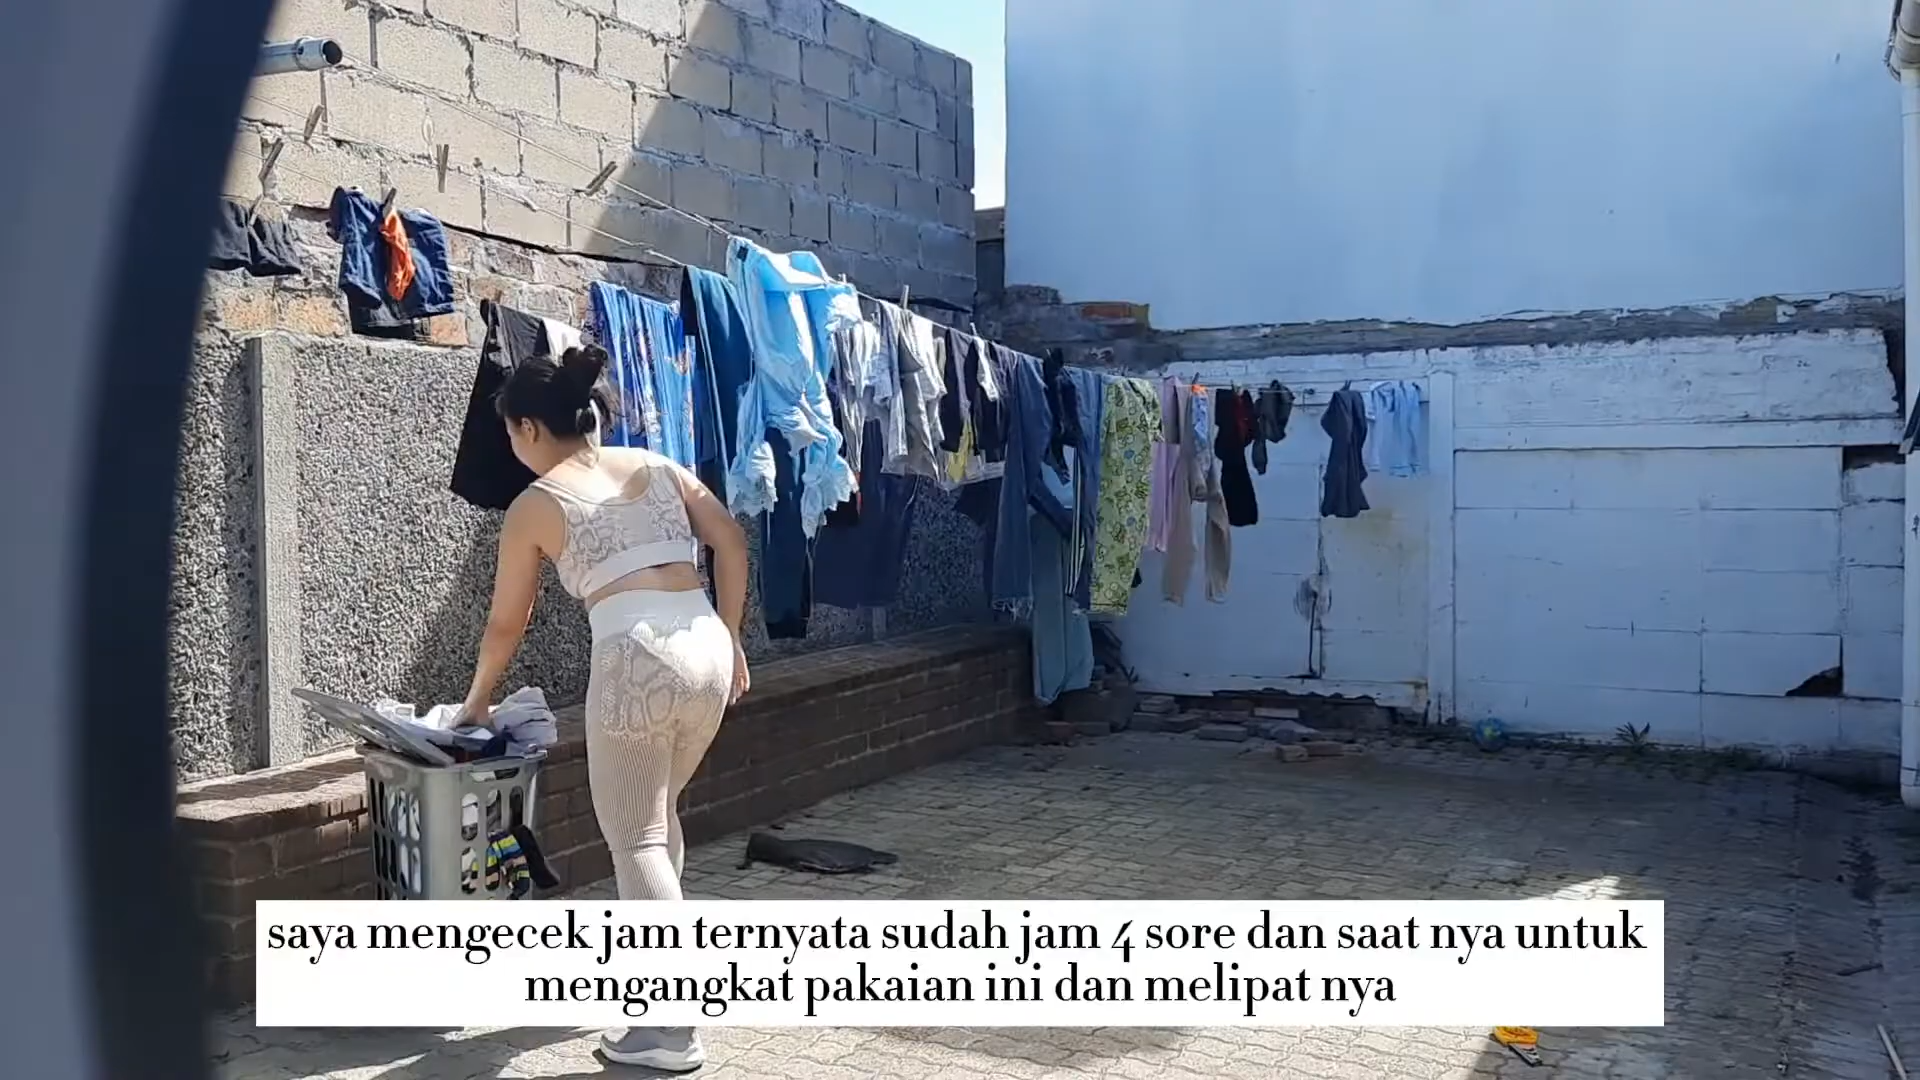 saya mengecek jam ternyata sudah jam 4 sore dan saat nya untuk
mengangkat pakaian ini dan melipat nya